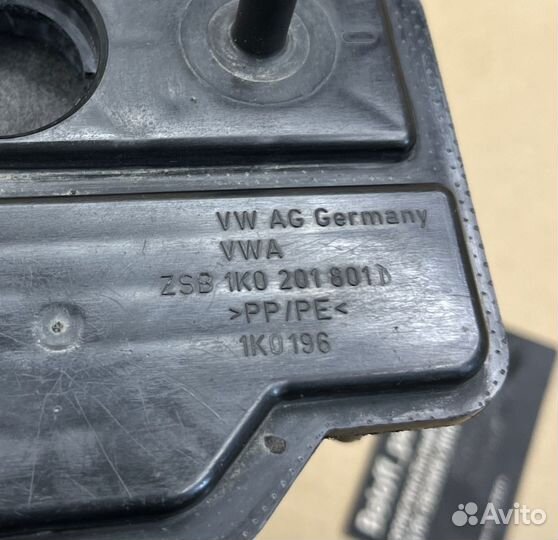 VW AG Germany
VWA
ZSB 1K0 201 801 D
>PP/PE<
1K0196
Avito